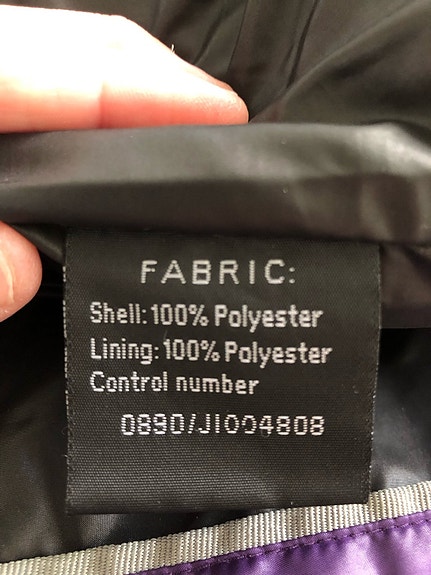 FABRIC:
Shell: 100% Polyester
Lining: 100% Polyester
Control number
0890/JI004808